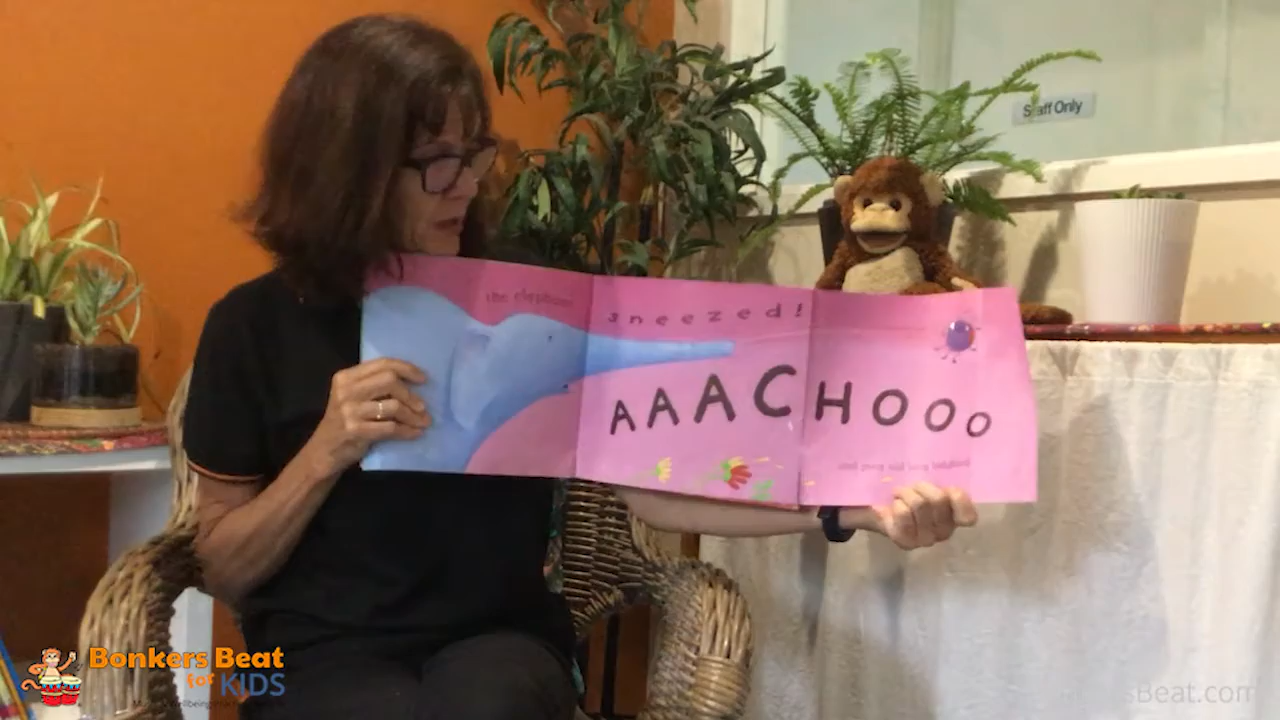 Staff Only
the elephant
sneezed!
AAACHOOO
Bonkers Beat
for KIDS
sBeat.com